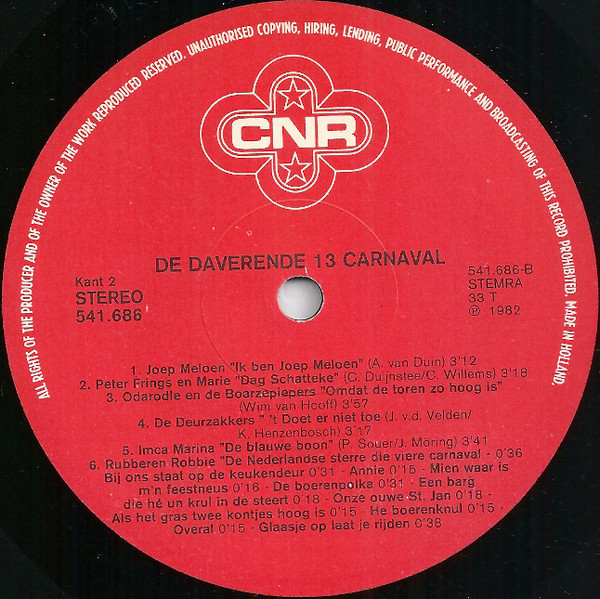 ALL RIGHTS OF THE PRODUCER AND OF THE OWNER OF THE WORK REPRODUCED RESERVED. UNAUTHORISED COPYING, HIRING, LENDING, PUBLIC PERFORMANCE AND BROADCASTING OF THIS RECORD PROHIBITED. MADE IN HOLLAND.
CNR
DE DAVERENDE 13 CARNAVAL
Kant 2
STEREO
541.686
541.686-B
STEMRA
33 T
℗ 1982
1. Joep Meloen "Ik ben Joep Meloen" (A. van Duin) 3'12
2. Peter Frings en Marie "Dag Schatteke" (C. Duijnstee/C. Willems) 3'18
3. Odarodle en de Boarzepiepers "Omdat de toren zo hoog is"
(Wim van Hooff) 3'57
4. De Deurzakkers " 't Doet er niet toe (J. v.d. Velden/
K. Henzenbosch) 3'17
5. Imca Marina "De blauwe boon" (P. Souer/J. Möring) 3'41
6. Rubberen Robbie "De Nederlandse sterre die viere carnaval - 0'36
Bij ons staat op de keukendeur 0'31 - Annie 0'15 - Mien waar is
m'n feestneus 0'16 - De boerenpolka 0'31 - Een barg
die hé un krul in de steert 0'18 - Onze ouwe St. Jan 0'18 -
Als het gras twee kontjes hoog is 0'15 - He boerenknul 0'15 -
Overal 0'15 - Glaasje op laat je rijden 0'38